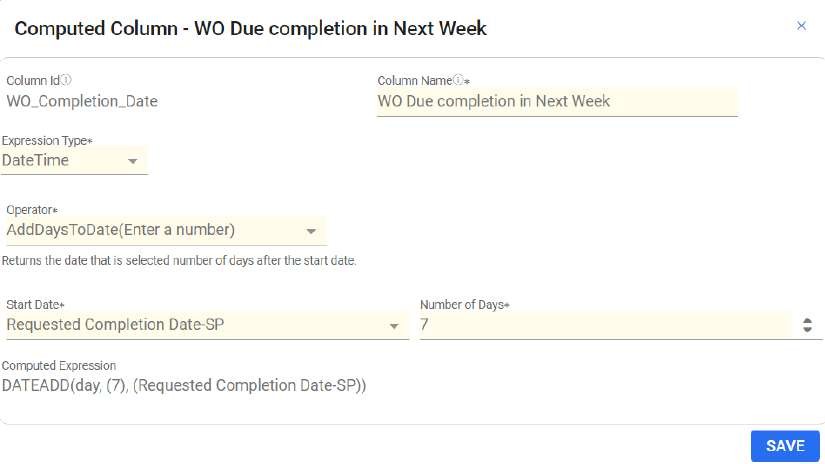 Computed Column - WO Due completion in Next Week
Column Idⓘ
Column Nameⓘ*
WO_Completion_Date
WO Due completion in Next Week
Expression Type*
DateTime
Operator*
AddDaysToDate(Enter a number)
Returns the date that is selected number of days after the start date.
Start Date*
Number of Days*
Requested Completion Date-SP
7
Computed Expression
DATEADD(day, (7), (Requested Completion Date-SP))
SAVE